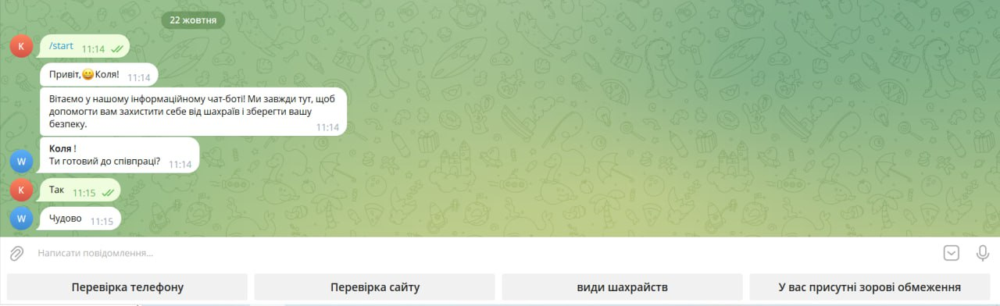 22 жовтня
K
/start 11:14
Привіт,😄Коля! 11:14
Вітаємо у нашому інформаційному чат-боті! Ми завжди тут, щоб
допомогти вам захистити себе від шахраїв і зберегти вашу
безпеку. 11:14
Коля !
W
Ти готовий до співпраці? 11:14
K
Так 11:15
W
Чудово 11:15
Написати повідомлення...
Перевірка телефону
Перевірка сайту
види шахрайств
У вас присутні зорові обмеження